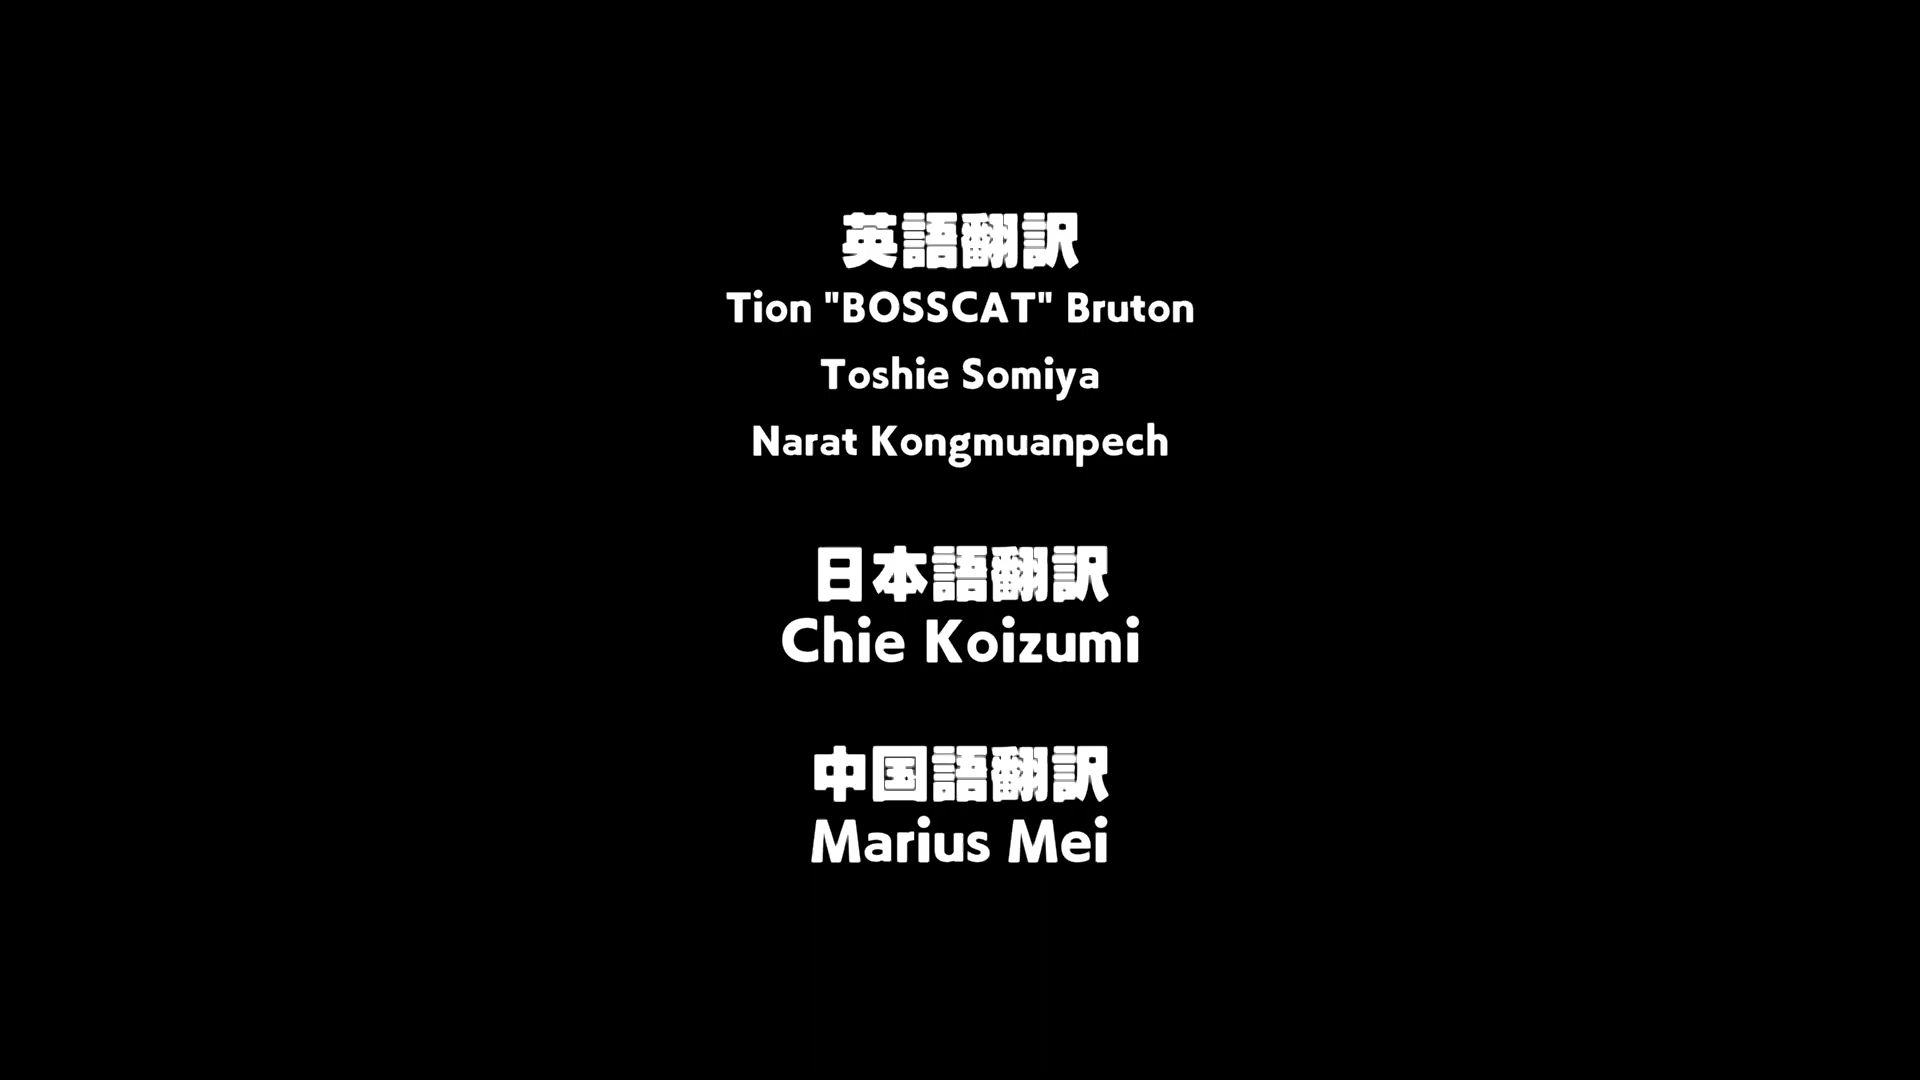 英語翻訳
Tion "BOSSCAT" Bruton
Toshie Somiya
Narat Kongmuanpech
日本語翻訳
Chie Koizumi
中国語翻訳
Marius Mei